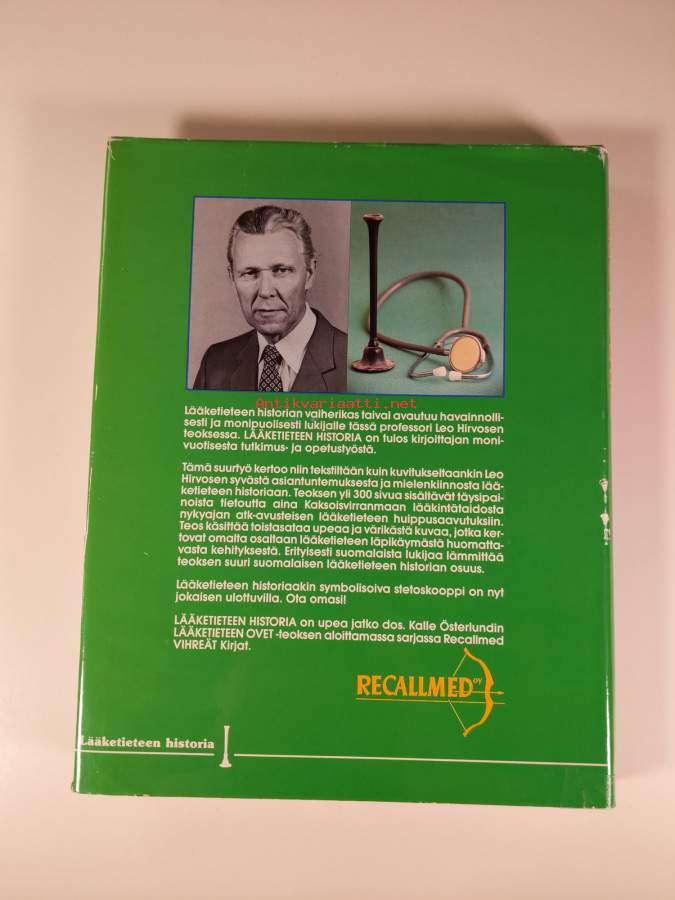 Antikvariaatti.net
Lääketieteen historian vaiherikas taival avautuu havainnolli-
sesti ja monipuolisesti lukijalle tässä professori Leo Hirvosen
teoksessa. LÄÄKETIETEEN HISTORIA on tulos kirjoittajan moni-
vuotisesta tutkimus- ja opetustyöstä.
Tämä suurtyö kertoo niin tekstiltään kuin kuvitukseltaankin Leo
Hirvosen syvästä asiantuntemuksesta ja mielenkiinnosta lää-
ketieteen historiaan. Teoksen yli 300 sivua sisältävät täysipai-
noista tietoutta aina Kaksoisvirranmaan lääkintätaidosta
nykyajan atk-avusteisen lääketieteen huippusaavutuksiin.
Teos käsittää toistasataa upeaa ja värikästä kuvaa, jotka ker-
tovat omalta osaltaan lääketieteen läpikäymästä huomatta-
vasta kehityksestä. Erityisesti suomalaista lukijaa lämmittää
teoksen suuri suomalaisen lääketieteen historian osuus.
Lääketieteen historiaakin symbolisoiva stetoskooppi on nyt
jokaisen ulottuvilla. Ota omasi!
LÄÄKETIETEEN HISTORIA on upea jatko dos. Kalle Österlundin
LÄÄKETIETEEN OVET -teoksen aloittamassa sarjassa Recallmed
VIHREÄT Kirjat.
RECALLMED OY
Lääketieteen historia